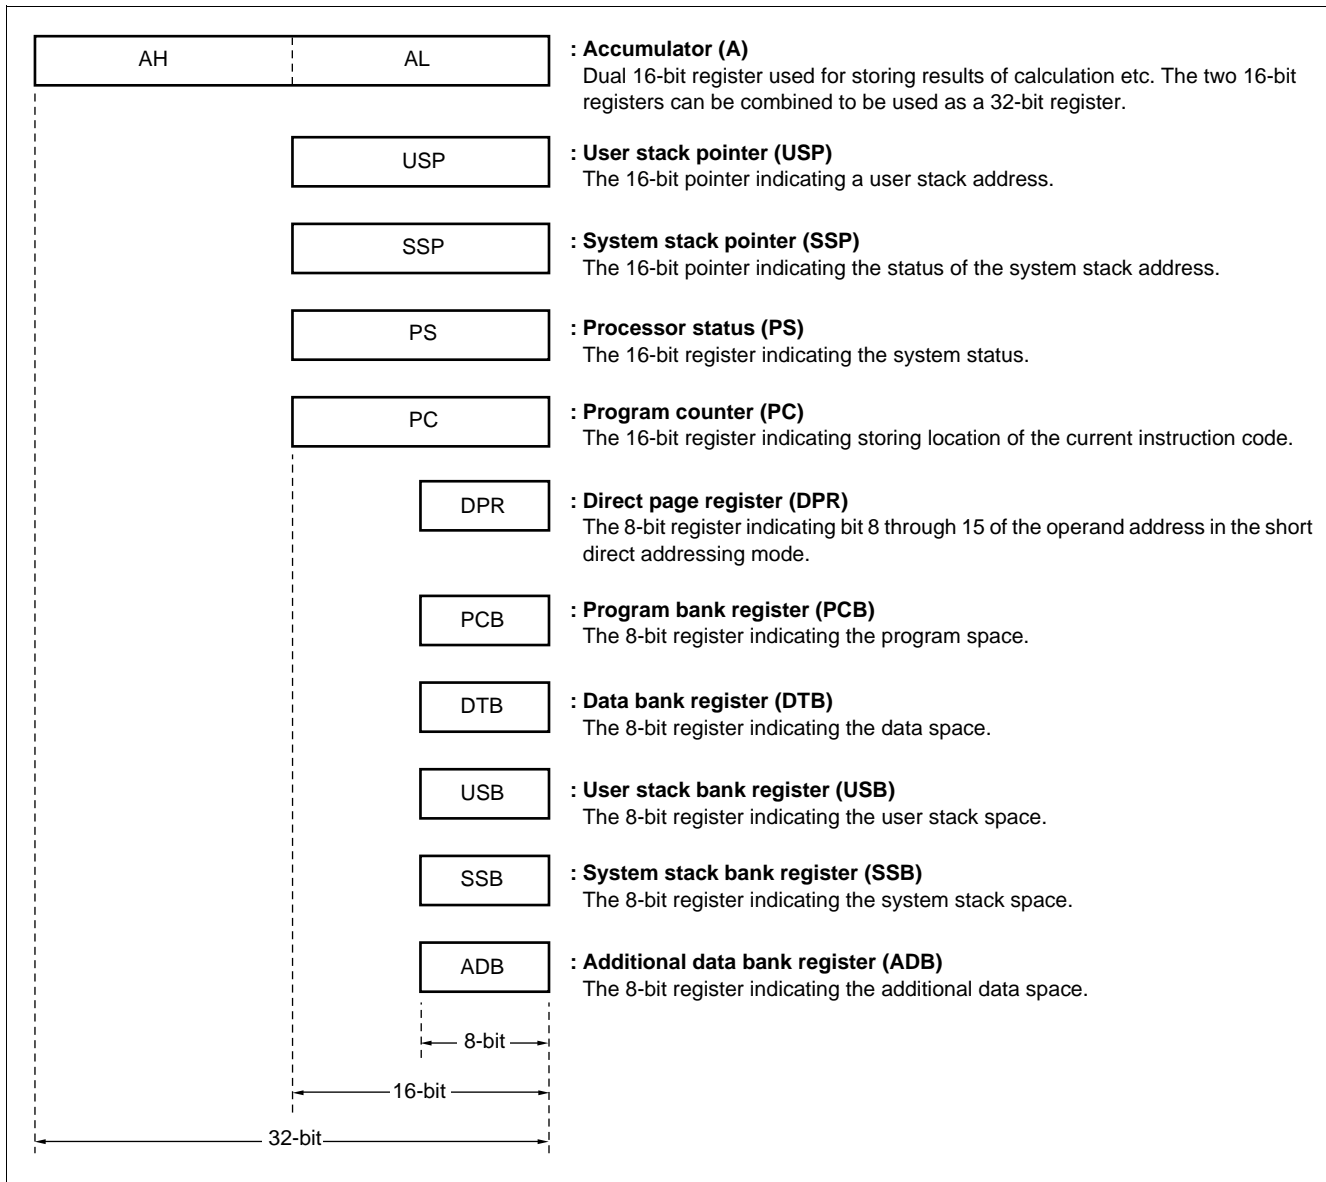 AH AL : Accumulator (A)
Dual 16-bit register used for storing results of calculation etc. The two 16-bit
registers can be combined to be used as a 32-bit register.
USP : User stack pointer (USP)
The 16-bit pointer indicating a user stack address.
SSP : System stack pointer (SSP)
The 16-bit pointer indicating the status of the system stack address.
PS : Processor status (PS)
The 16-bit register indicating the system status.
PC : Program counter (PC)
The 16-bit register indicating storing location of the current instruction code.
DPR : Direct page register (DPR)
The 8-bit register indicating bit 8 through 15 of the operand address in the short
direct addressing mode.
PCB : Program bank register (PCB)
The 8-bit register indicating the program space.
DTB : Data bank register (DTB)
The 8-bit register indicating the data space.
USB : User stack bank register (USB)
The 8-bit register indicating the user stack space.
SSB : System stack bank register (SSB)
The 8-bit register indicating the system stack space.
ADB : Additional data bank register (ADB)
The 8-bit register indicating the additional data space.
8-bit
16-bit
32-bit